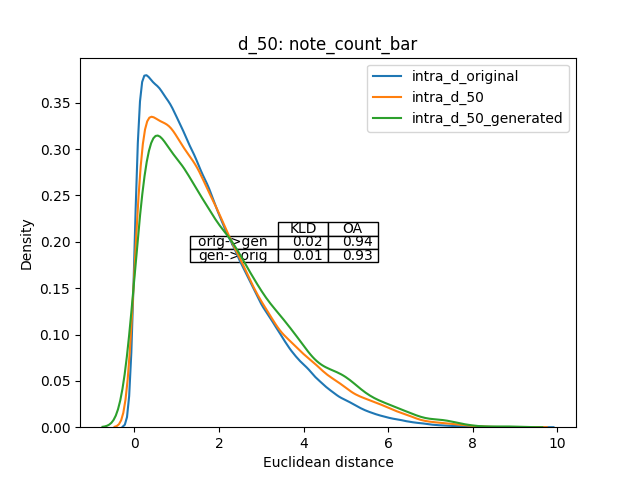 d_50: note_count_bar
intra_d_original
intra_d_50
intra_d_50_generated
KLD OA
orig->gen 0.02 0.94
gen->orig 0.01 0.93
Density
0.35
0.30
0.25
0.20
0.15
0.10
0.05
0.00
0 2 4 6 8 10
Euclidean distance